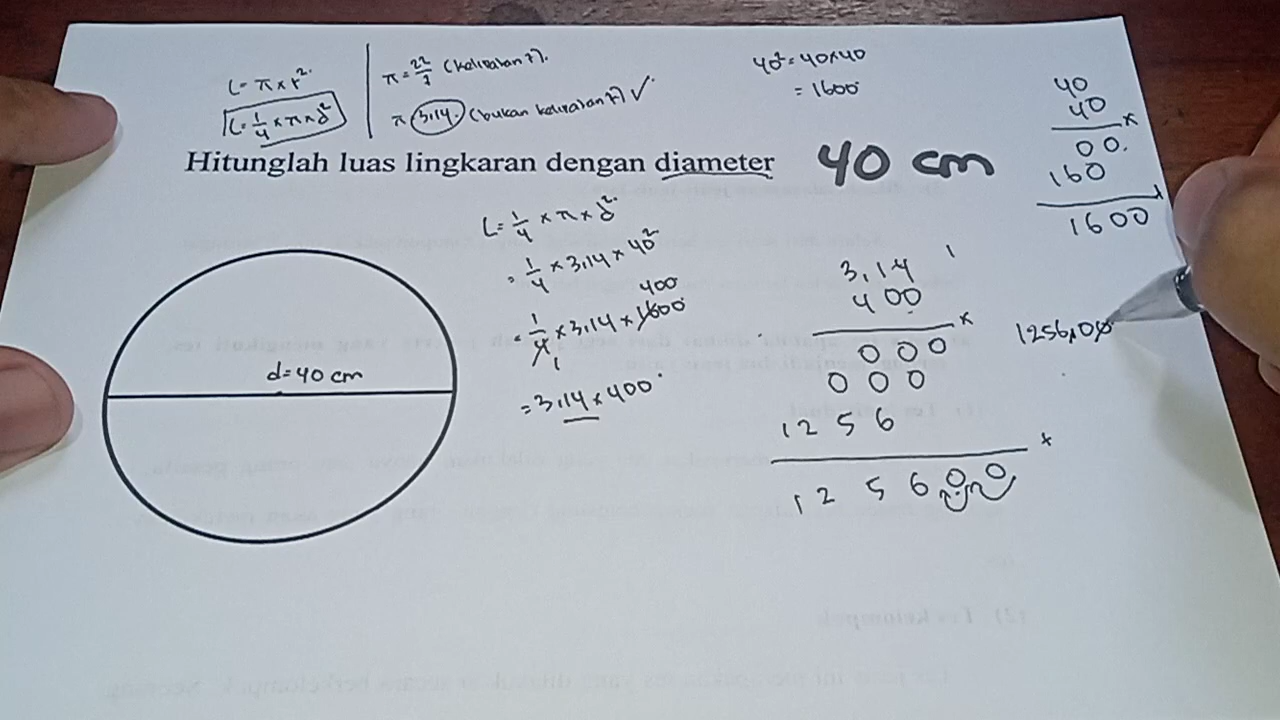 L = π × r²
L = 1/4 × π × d²
π = 22/7 (kelipatan 7).
π 3,14. (bukan kelipatan 7) ✓
40² = 40×40
= 1600
40
40 ×
00.
160
1600
Hitunglah luas lingkaran dengan diameter 40 cm
L = 1/4 × π × d²
= 1/4 × 3,14 × 40²
400
= 1/4 × 3,14 × 1600
1
= 3,14 × 400
3,14
400 ×
000
000
1256 +
125600
1256,00
d = 40 cm